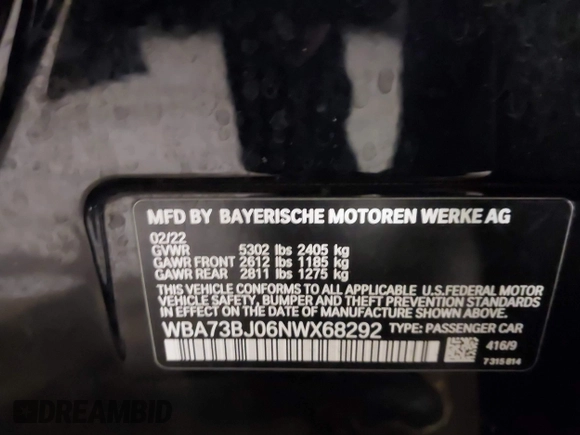 MFD BY BAYERISCHE MOTOREN WERKE AG
02/22
GVWR 5302 lbs 2405 kg
GAWR FRONT 2612 lbs 1185 kg
GAWR REAR 2811 lbs 1275 kg
THIS VEHICLE CONFORMS TO ALL APPLICABLE U.S.FEDERAL MOTOR
VEHICLE SAFETY, BUMPER AND THEFT PREVENTION STANDARDS IN
EFFECT ON THE DATE OF MANUFACTURE SHOWN ABOVE.
WBA73BJ06NWX68292 TYPE: PASSENGER CAR
416/9
7 315 814
DREAMBID